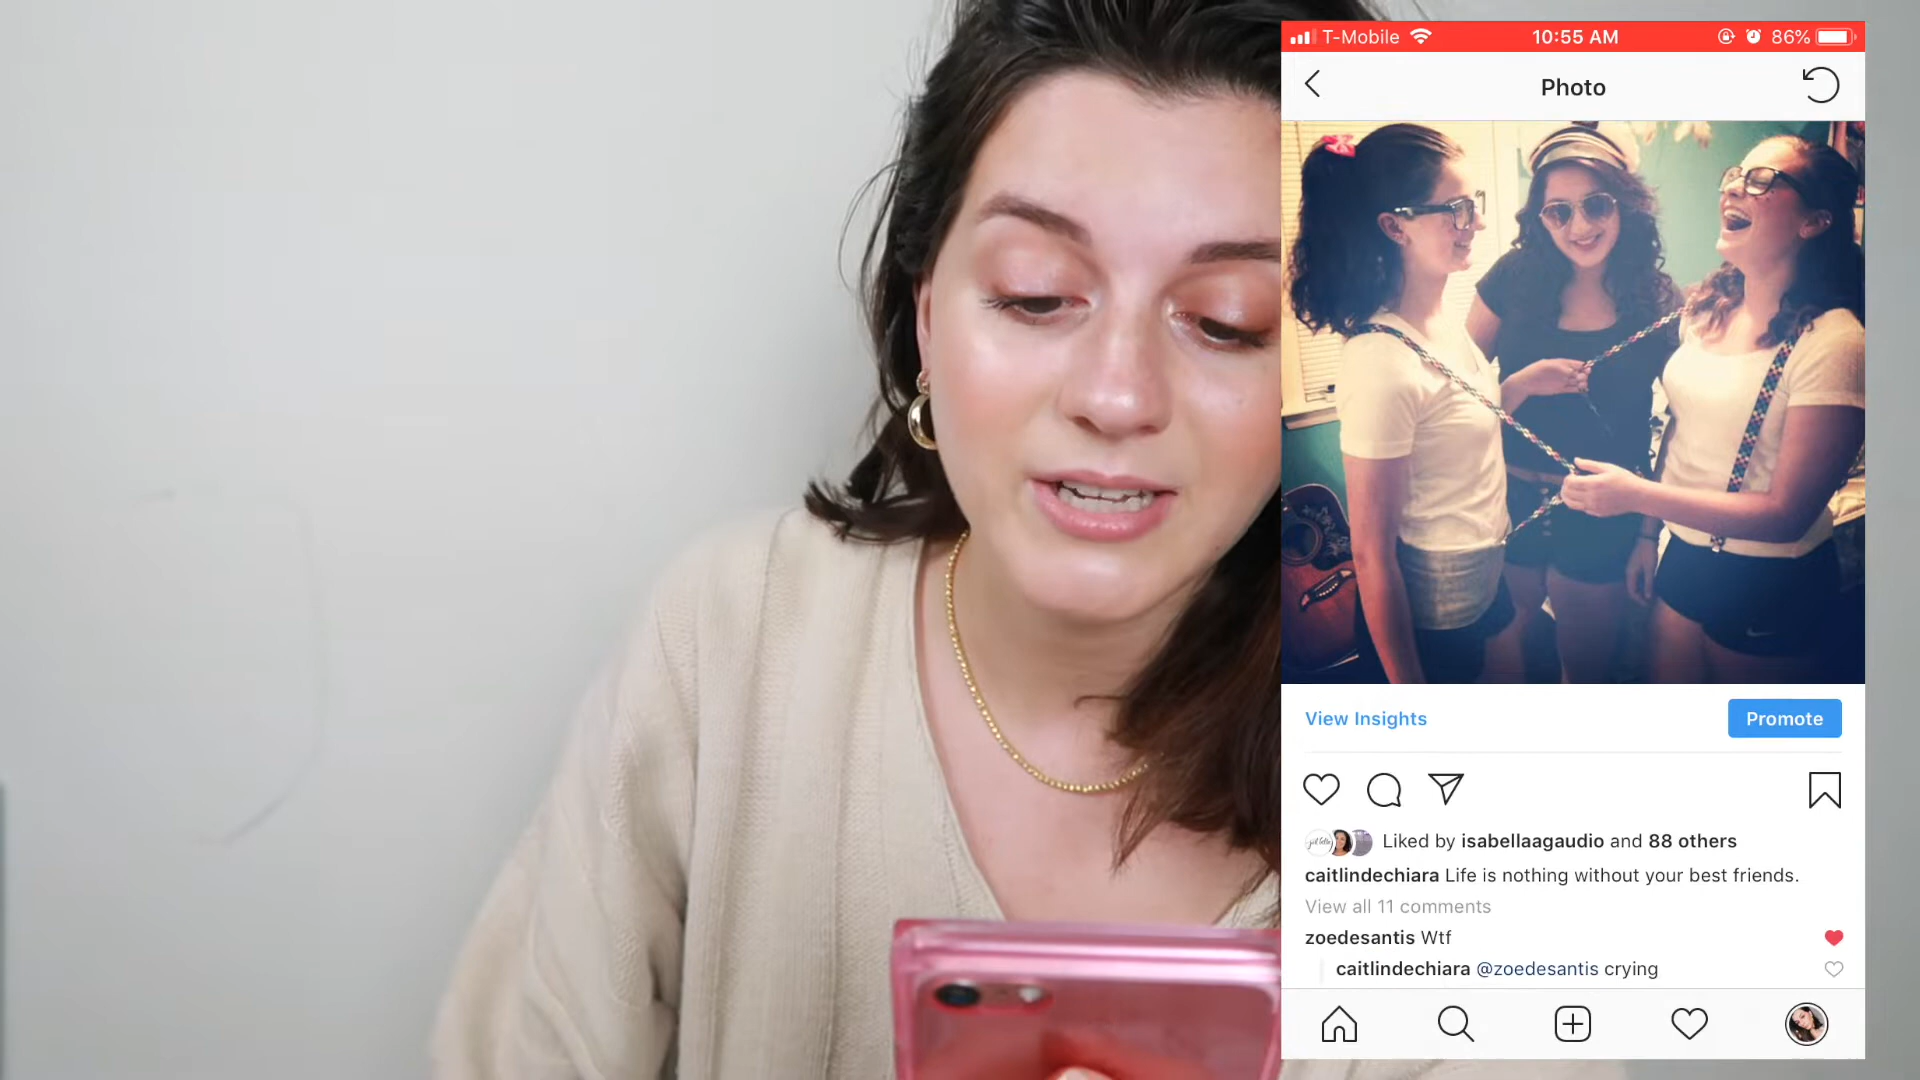 T-Mobile 10:55 AM 86%
Photo
View Insights Promote
Liked by isabellaagaudio and 88 others
caitlindechiara Life is nothing without your best friends.
View all 11 comments
zoedesantis Wtf
caitlindechiara @zoedesantis crying